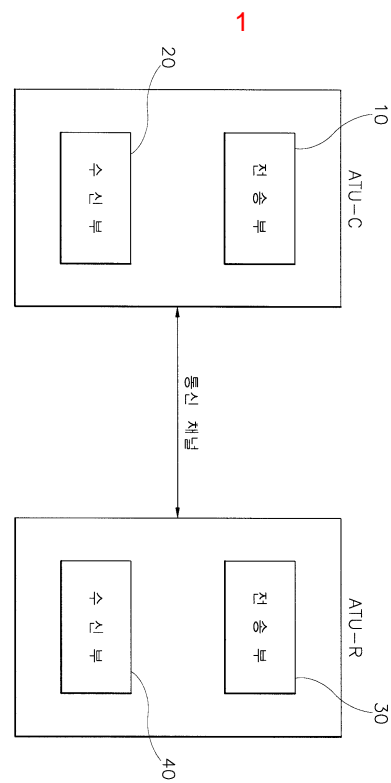 1
ATU-C
10
전 송 부
20
수 신 부
통신 채널
ATU-R
30
전 송 부
40
수 신 부